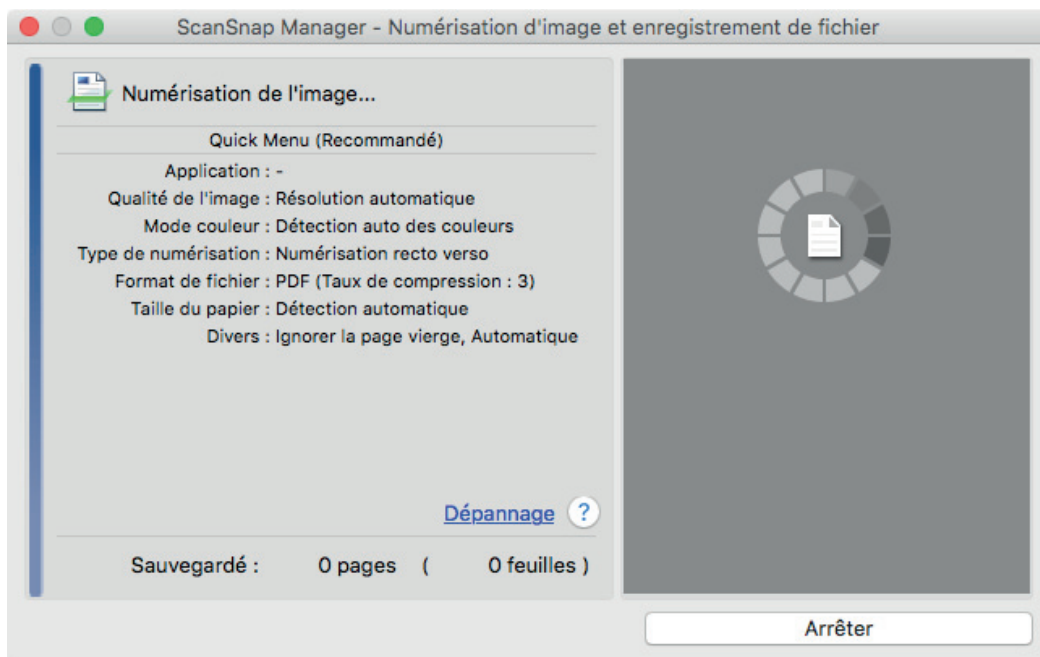 ScanSnap Manager - Numérisation d'image et enregistrement de fichier
Numérisation de l'image...
Quick Menu (Recommandé)
Application : -
Qualité de l'image : Résolution automatique
Mode couleur : Détection auto des couleurs
Type de numérisation : Numérisation recto verso
Format de fichier : PDF (Taux de compression : 3)
Taille du papier : Détection automatique
Divers : Ignorer la page vierge, Automatique
Dépannage ?
Sauvegardé : 0 pages ( 0 feuilles )
Arrêter